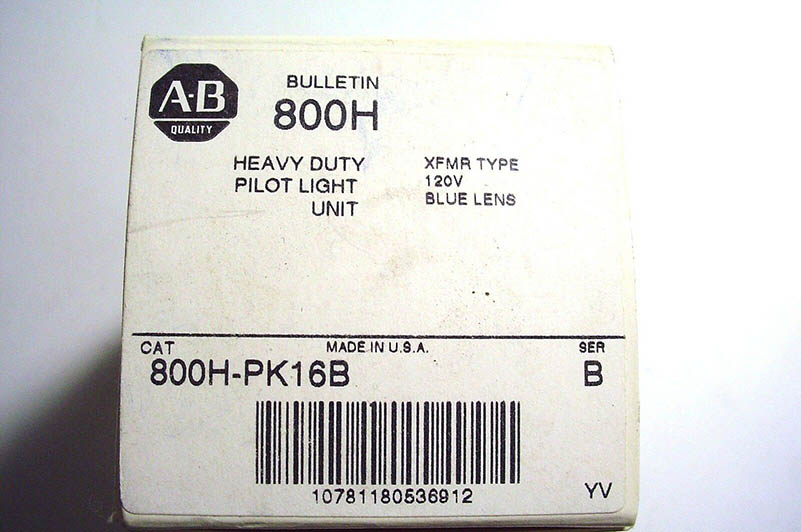 A-B
QUALITY
BULLETIN
800H
HEAVY DUTY
PILOT LIGHT
UNIT
XFMR TYPE
120V
BLUE LENS
CAT
MADE IN U.S.A.
SER
800H-PK16B
B
10781180536912
YV